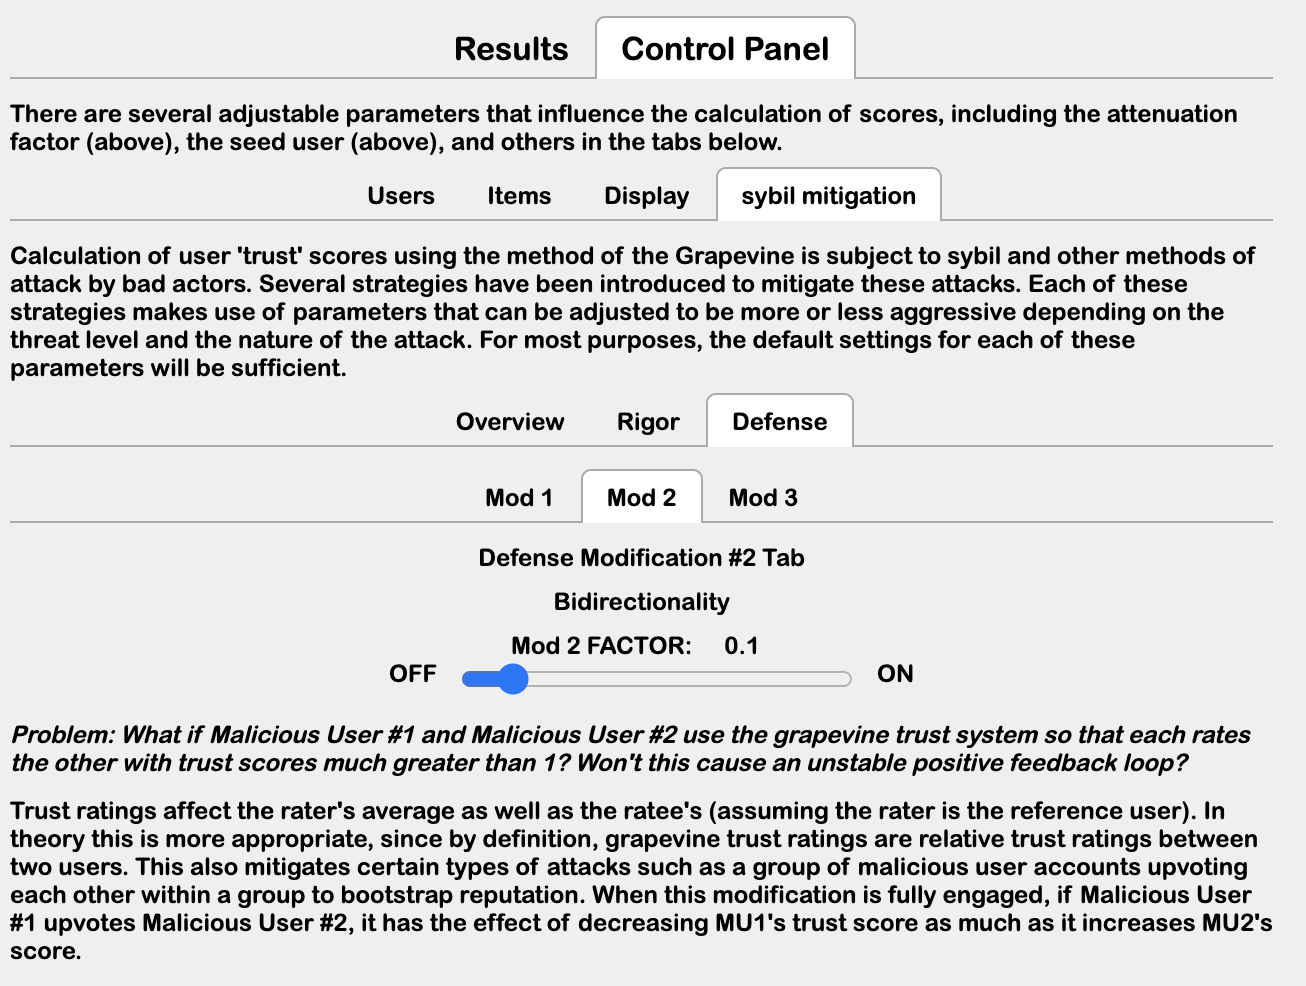 Results Control Panel
There are several adjustable parameters that influence the calculation of scores, including the attenuation
factor (above), the seed user (above), and others in the tabs below.
Users Items Display sybil mitigation
Calculation of user 'trust' scores using the method of the Grapevine is subject to sybil and other methods of
attack by bad actors. Several strategies have been introduced to mitigate these attacks. Each of these
strategies makes use of parameters that can be adjusted to be more or less aggressive depending on the
threat level and the nature of the attack. For most purposes, the default settings for each of these
parameters will be sufficient.
Overview Rigor Defense
Mod 1 Mod 2 Mod 3
Defense Modification #2 Tab
Bidirectionality
Mod 2 FACTOR: 0.1
OFF ON
Problem: What if Malicious User #1 and Malicious User #2 use the grapevine trust system so that each rates
the other with trust scores much greater than 1? Won't this cause an unstable positive feedback loop?
Trust ratings affect the rater's average as well as the ratee's (assuming the rater is the reference user). In
theory this is more appropriate, since by definition, grapevine trust ratings are relative trust ratings between
two users. This also mitigates certain types of attacks such as a group of malicious user accounts upvoting
each other within a group to bootstrap reputation. When this modification is fully engaged, if Malicious User
#1 upvotes Malicious User #2, it has the effect of decreasing MU1's trust score as much as it increases MU2's
score.